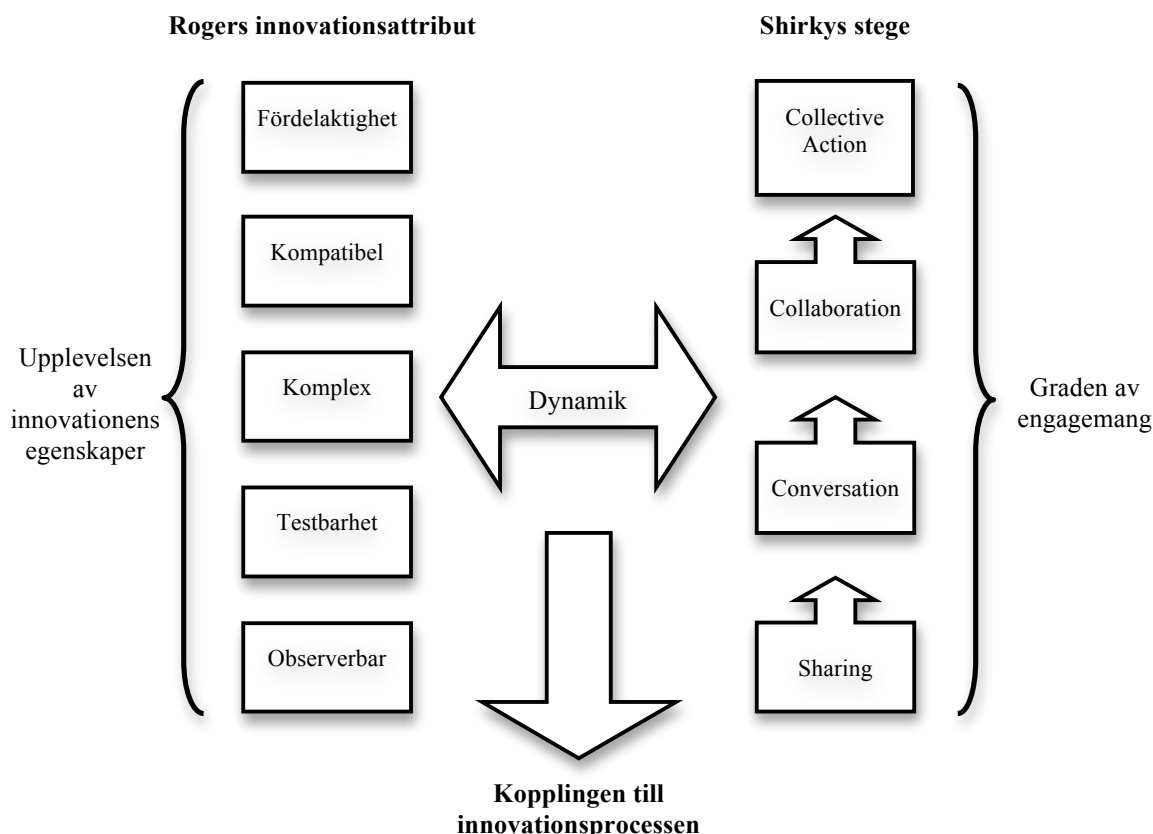 Rogers innovationsattribut
Shirkys stege
Fördelaktighet
Kompatibel
Komplex
Testbarhet
Observerbar
Upplevelsen
av
innovationens
egenskaper
Dynamik
Collective
Action
Collaboration
Conversation
Sharing
Graden av
engagemang
Kopplingen till
innovationsprocessen